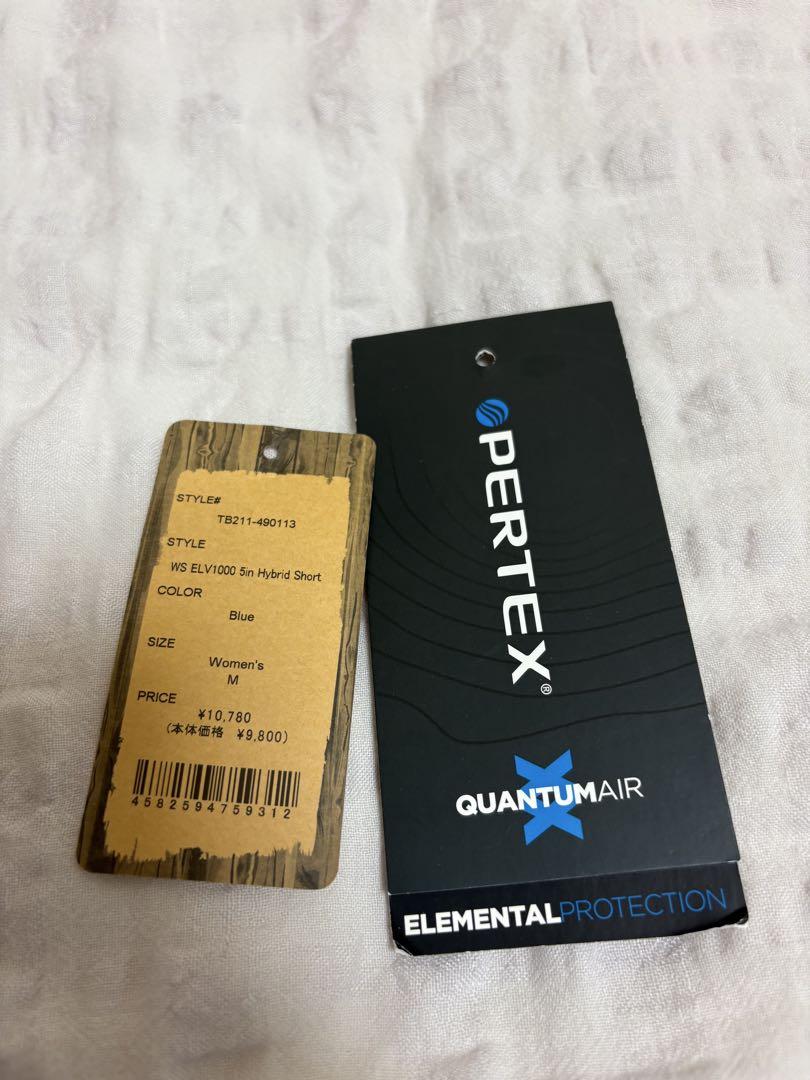 STYLE#
TB211-490113
STYLE
WS ELV1000 5in Hybrid Short
COLOR
Blue
SIZE
Women's
M
PRICE
¥10,780
(本体価格 ¥9,800)
4582594759312
PERTEX®
QUANTUMAIR
ELEMENTALPROTECTION